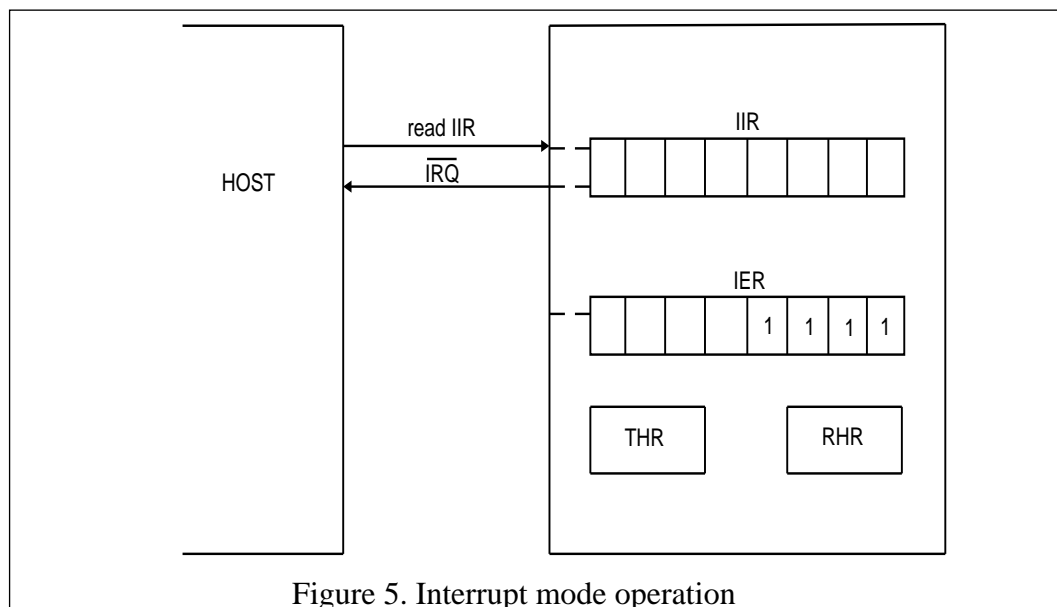 read IIR
IIR
HOST
IRQ
IER
1 1 1 1
THR
RHR
Figure 5. Interrupt mode operation